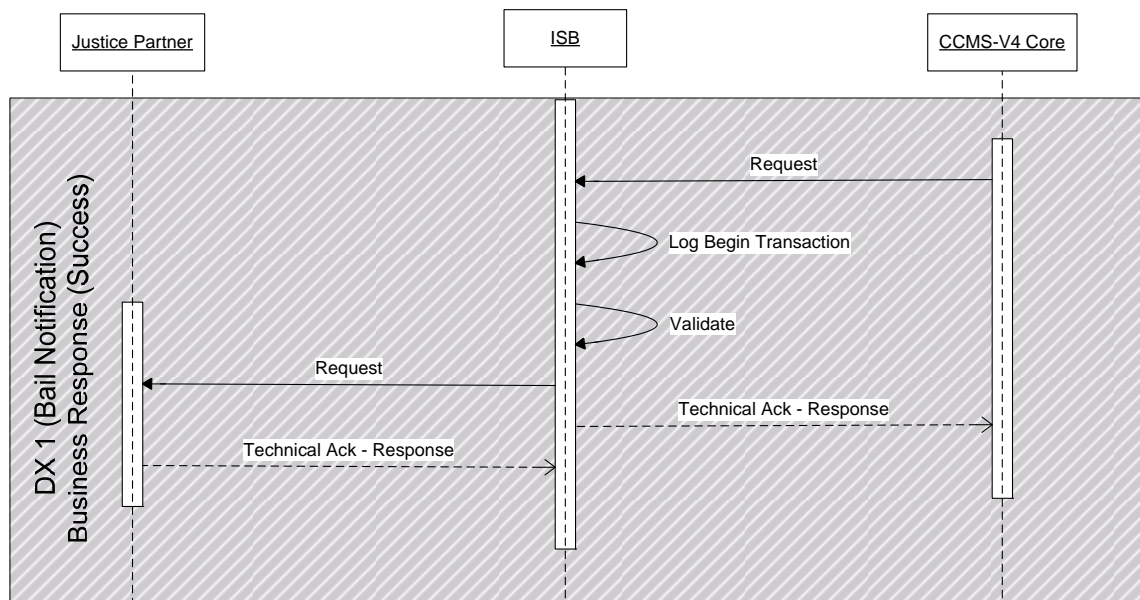 Justice Partner
ISB
CCMS-V4 Core
DX 1 (Bail Notification)
Business Response (Success)
Request
Log Begin Transaction
Validate
Request
Technical Ack - Response
Technical Ack - Response